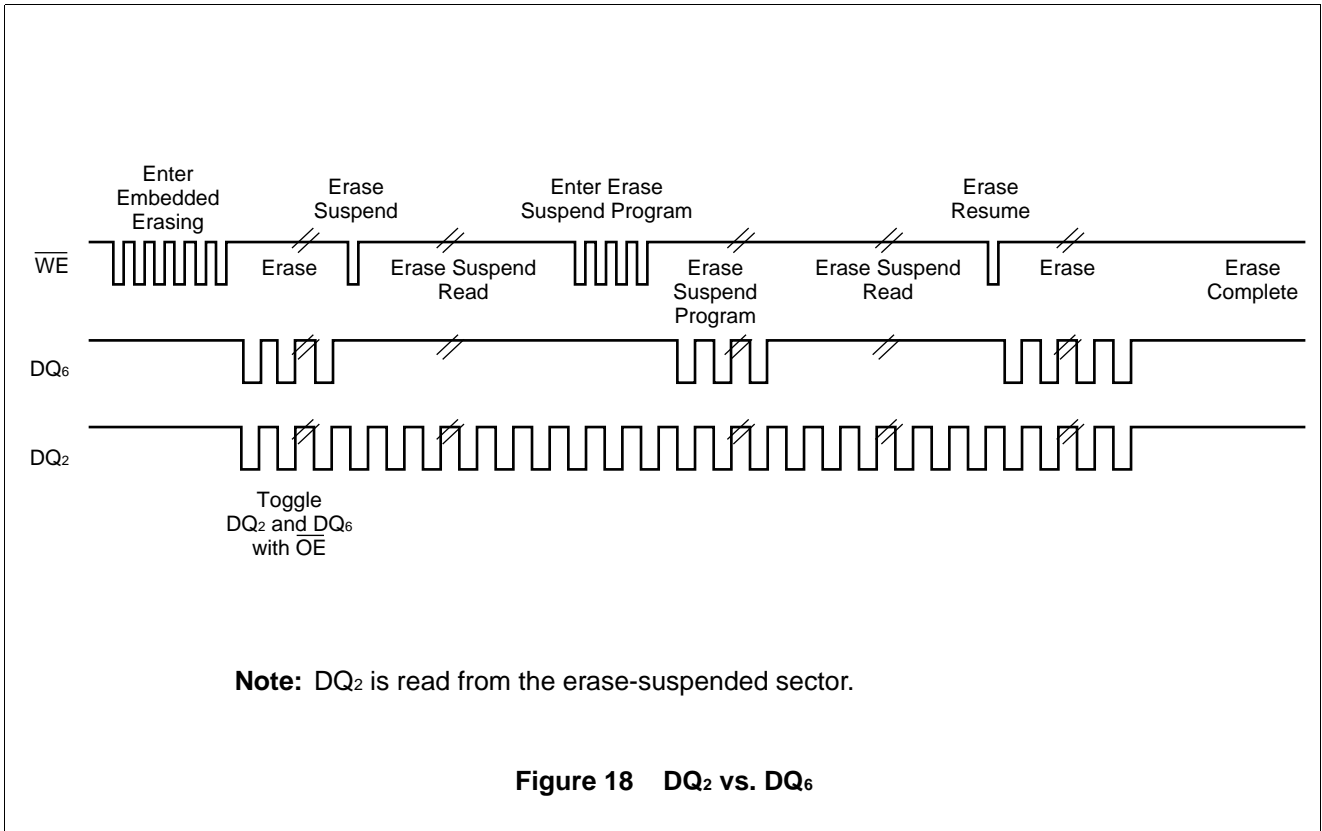 Enter
Embedded
Erasing
Erase
Suspend
Enter Erase
Suspend Program
Erase
Resume
WE
Erase
Erase Suspend
Read
Erase
Suspend
Program
Erase Suspend
Read
Erase
Erase
Complete
DQ6
DQ2
Toggle
DQ2 and DQ6
with OE
Note: DQ2 is read from the erase-suspended sector.
Figure 18 DQ2 vs. DQ6